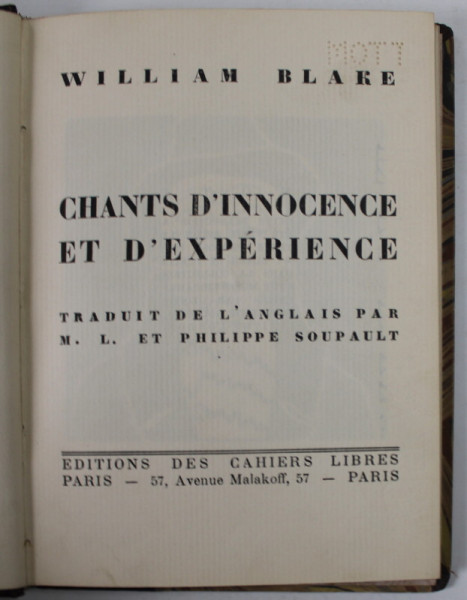 MOTT
WILLIAM BLAKE
CHANTS D'INNOCENCE
ET D'EXPÉRIENCE
TRADUIT DE L'ANGLAIS PAR
M. L. ET PHILIPPE SOUPAULT
EDITIONS DES CAHIERS LIBRES
PARIS — 57, Avenue Malakoff, 57 — PARIS